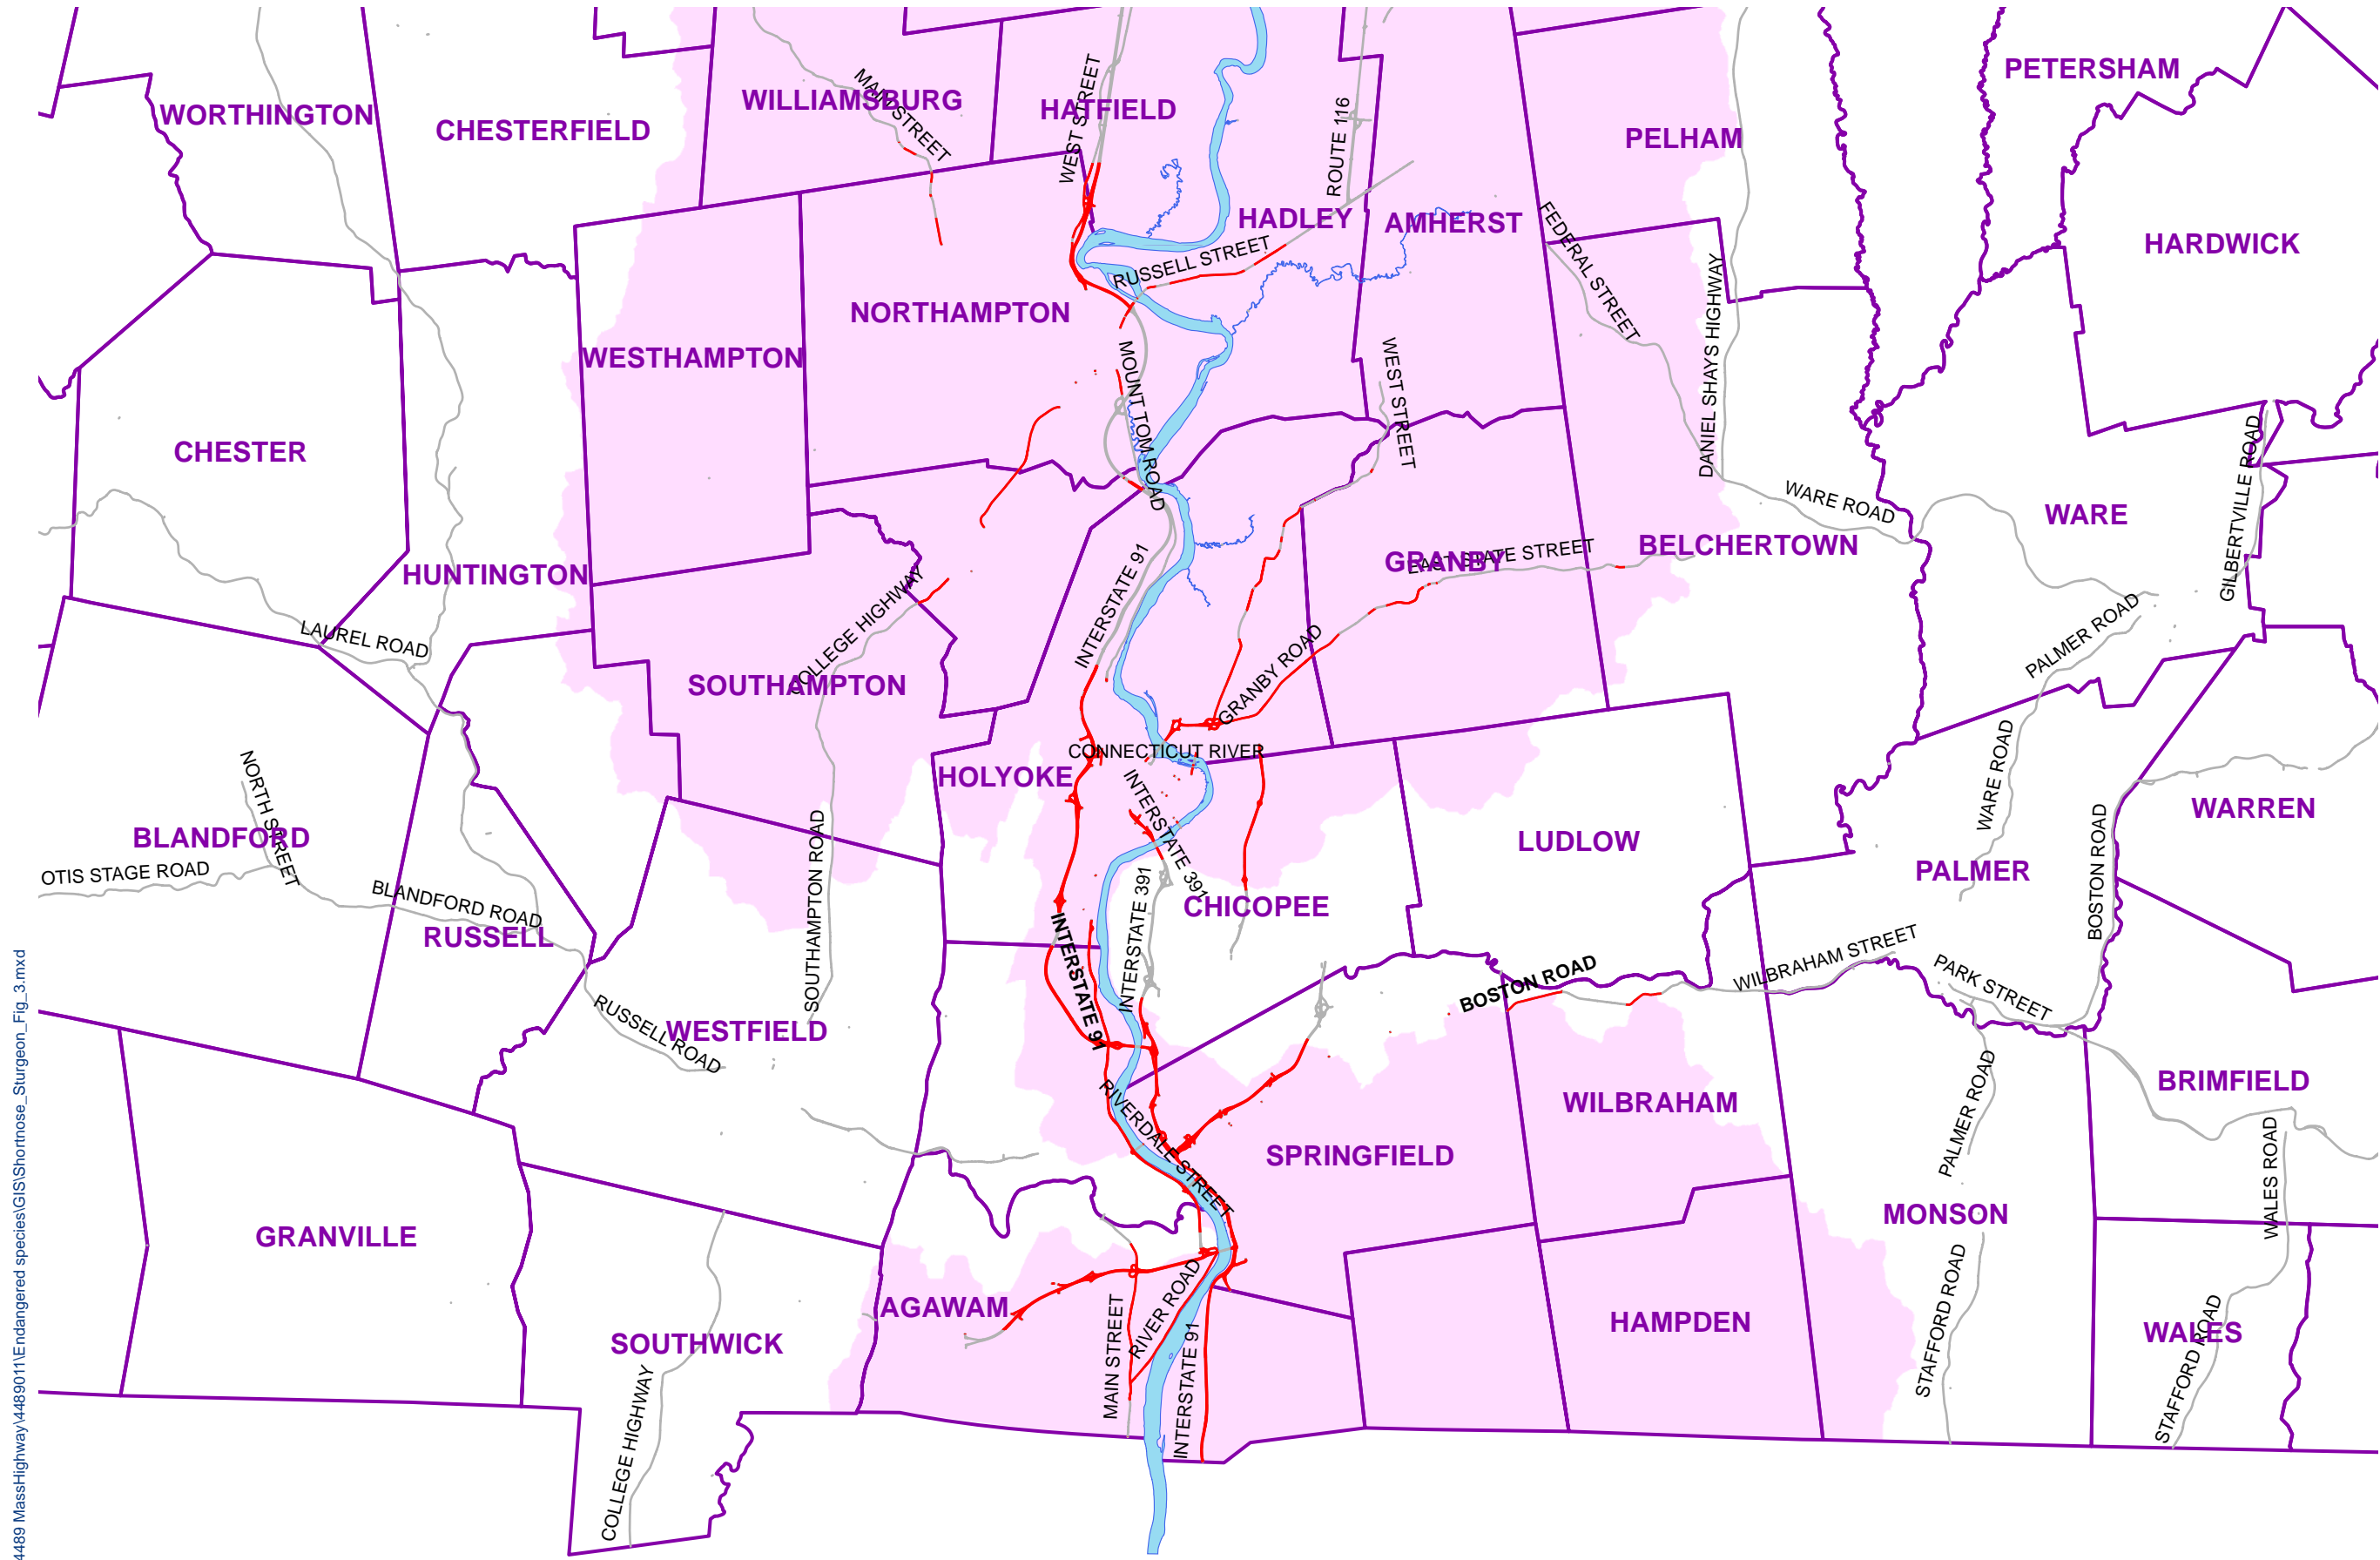 PETERSHAM
WORTHINGTON
CHESTERFIELD
WILLIAMSBURG
MAIN STREET
HATFIELD
WEST STREET
ROUTE 116
PELHAM
HADLEY
AMHERST
HARDWICK
RUSSELL STREET
FEDERAL STREET
DANIEL SHAYS HIGHWAY
NORTHAMPTON
WESTHAMPTON
MOUNT TOM ROAD
WEST STREET
CHESTER
WARE ROAD
WARE
GILBERTVILLE ROAD
HUNTINGTON
GRANBY
EAST STATE STREET
BELCHERTOWN
LAUREL ROAD
COLLEGE HIGHWAY
INTERSTATE 91
PALMER ROAD
SOUTHAMPTON
GRANBY ROAD
CONNECTICUT RIVER
HOLYOKE
INTERSTATE 391
WARE ROAD
NORTH STREET
BLANDFORD
LUDLOW
WARREN
OTIS STAGE ROAD
BLANDFORD ROAD
SOUTHAMPTON ROAD
PALMER
BOSTON ROAD
RUSSELL
CHICOPEE
INTERSTATE 391
INTERSTATE 91
BOSTON ROAD
WILBRAHAM STREET
PARK STREET
RUSSELL ROAD
WESTFIELD
BRIMFIELD
WILBRAHAM
PALMER ROAD
RIVERDALE STREET
SPRINGFIELD
WALES ROAD
MONSON
GRANVILLE
AGAWAM
RIVER ROAD
HAMPDEN
STAFFORD ROAD
WALES
SOUTHWICK
MAIN STREET
INTERSTATE 91
STAFFORD ROAD
COLLEGE HIGHWAY
4489 MassHighway\4489011\Endangered species\GIS\Shortnose_Sturgeon_Fig_3.mxd